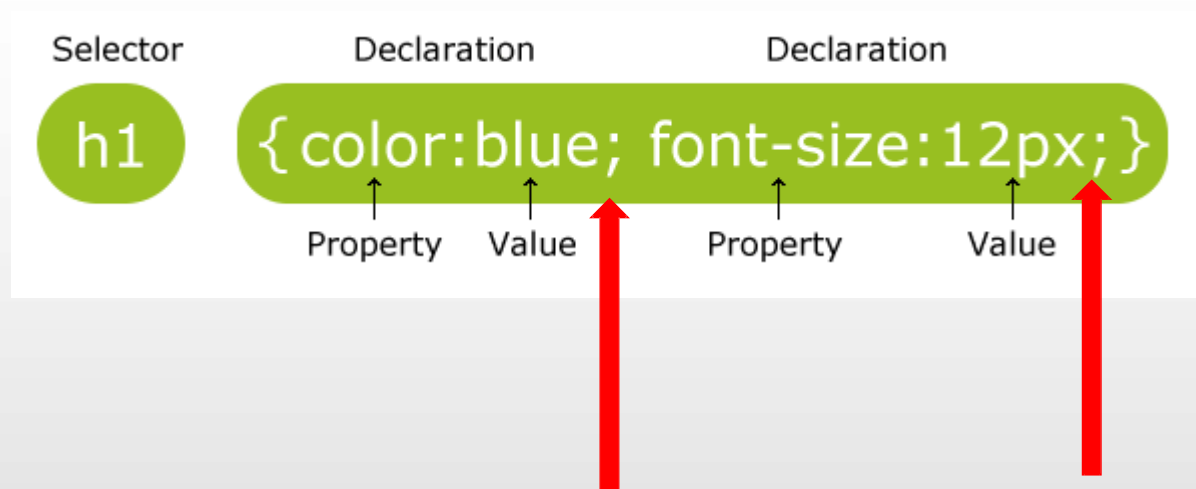 Selector Declaration Declaration
h1 {color:blue; font-size:12px;}
Property Value Property Value